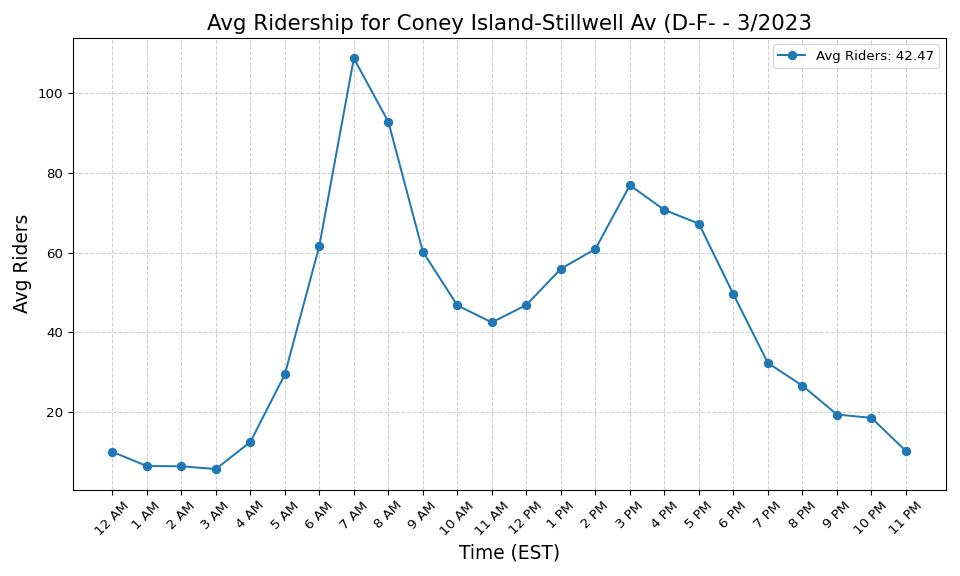 Avg Ridership for Coney Island-Stillwell Av (D-F- - 3/2023
Avg Riders: 42.47
100
80
60
40
20
Avg Riders
12 AM
1 AM
2 AM
3 AM
4 AM
5 AM
6 AM
7 AM
8 AM
9 AM
10 AM
11 AM
12 PM
1 PM
2 PM
3 PM
4 PM
5 PM
6 PM
7 PM
8 PM
9 PM
10 PM
11 PM
Time (EST)